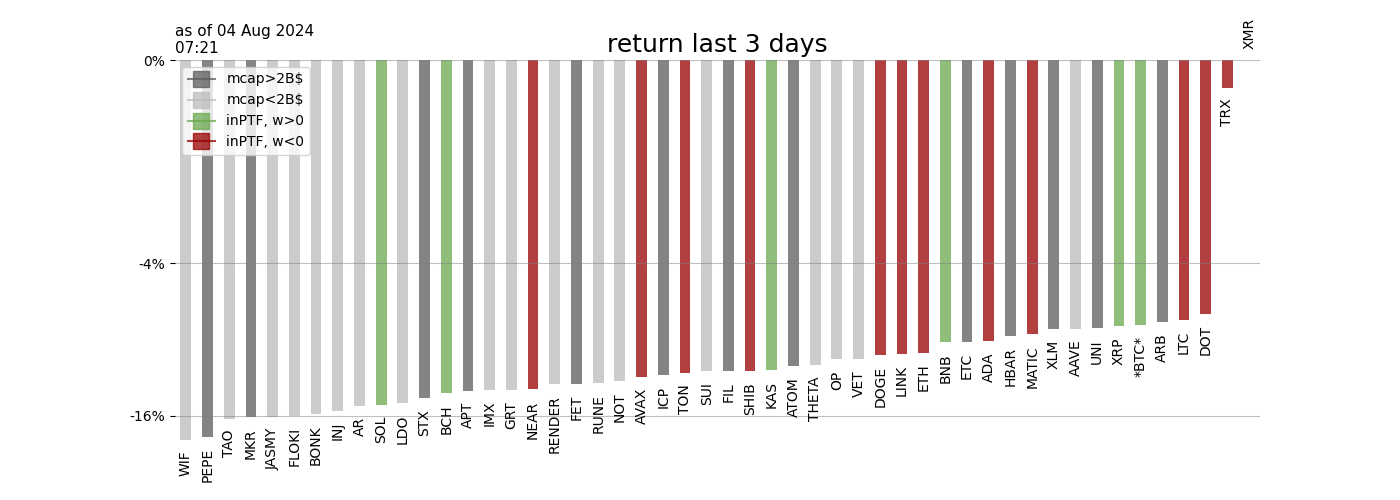 as of 04 Aug 2024
07:21
return last 3 days
XMR
0%
mcap>2B$
mcap<2B$
inPTF, w>0
inPTF, w<0
-4%
-16%
WIF
PEPE
TAO
MKR
JASMY
FLOKI
BONK
INJ
AR
SOL
LDO
STX
BCH
APT
IMX
GRT
NEAR
RENDER
FET
RUNE
NOT
AVAX
ICP
TON
SUI
FIL
SHIB
KAS
ATOM
THETA
OP
VET
DOGE
LINK
ETH
BNB
ETC
ADA
HBAR
MATIC
XLM
AAVE
UNI
XRP
*BTC*
ARB
LTC
DOT
TRX